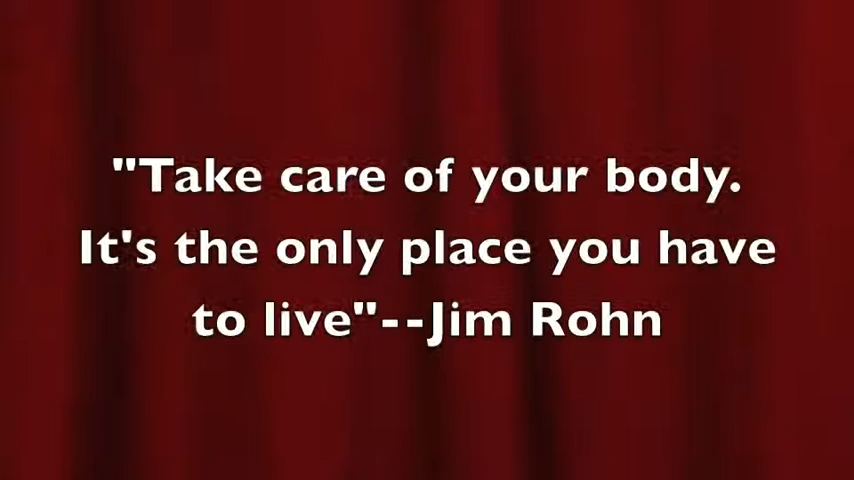 "Take care of your body.
It's the only place you have
to live"--Jim Rohn